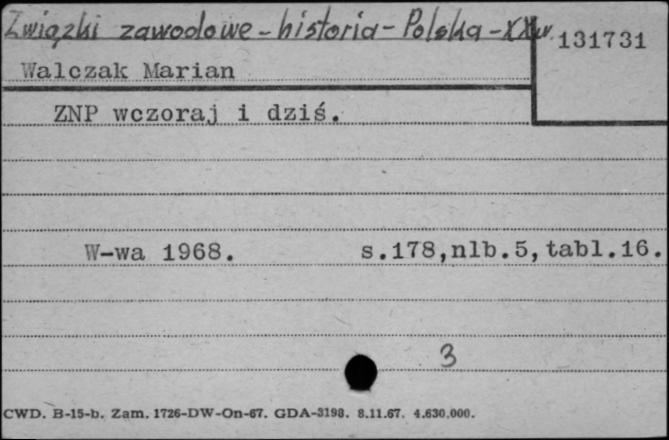 Związki zawodowe - historia - Polska - XX w.
131731
Walczak Marian
ZNP wczoraj i dziś.
W-wa 1968. s.178,nlb.5,tabl.16.
3
CWD. B-15-b. Zam. 1726-DW-On-67. GDA-3198. 8.11.67. 4.630.000.